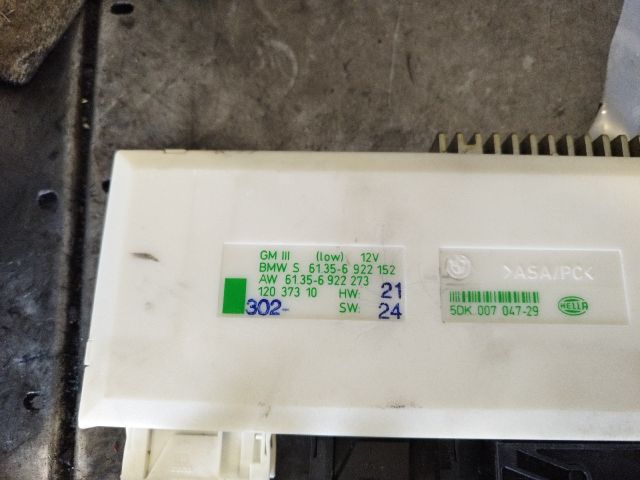 GM III (low) 12V
BMW S 61.35-6 922 152
AW 61.35-6 922 273
120 373 10 HW: 21
302- SW: 24
>ASA/PC<
5DK 007 047-29
HELLA